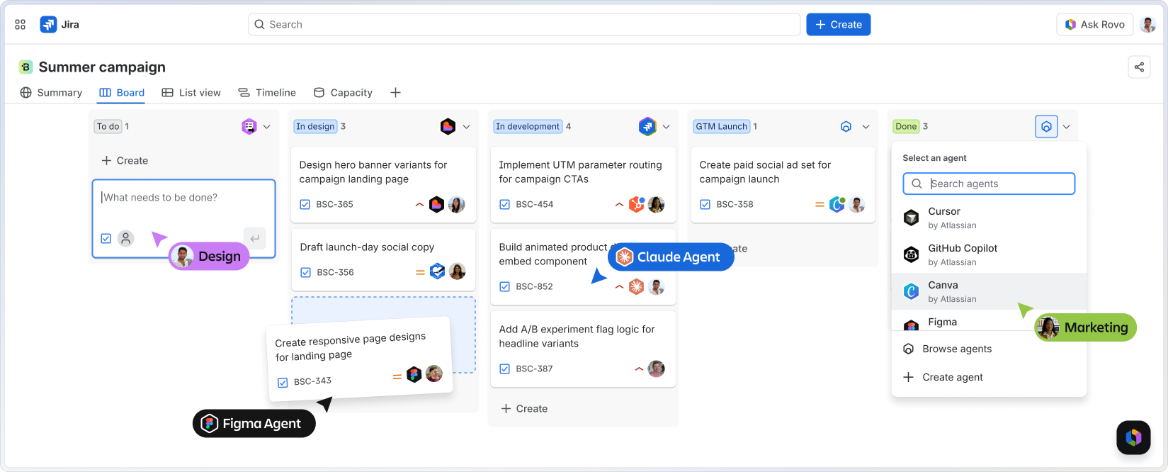 Jira
Search
+ Create
Ask Rovo
Summer campaign
Summary
Board
List view
Timeline
Capacity
To do 1
+ Create
What needs to be done?
Design
In design 3
Design hero banner variants for
campaign landing page
BSC-365
Draft launch-day social copy
BSC-356
Create responsive page designs
for landing page
BSC-343
Figma Agent
In development 4
Implement UTM parameter routing
for campaign CTAs
BSC-454
Build animated product
embed component
Claude Agent
BSC-852
Add A/B experiment flag logic for
headline variants
BSC-387
+ Create
GTM Launch 1
Create paid social ad set for
campaign launch
BSC-358
Done 3
Select an agent
Search agents
Cursor
by Atlassian
GitHub Copilot
by Atlassian
Canva
by Atlassian
Figma
Marketing
Browse agents
+ Create agent